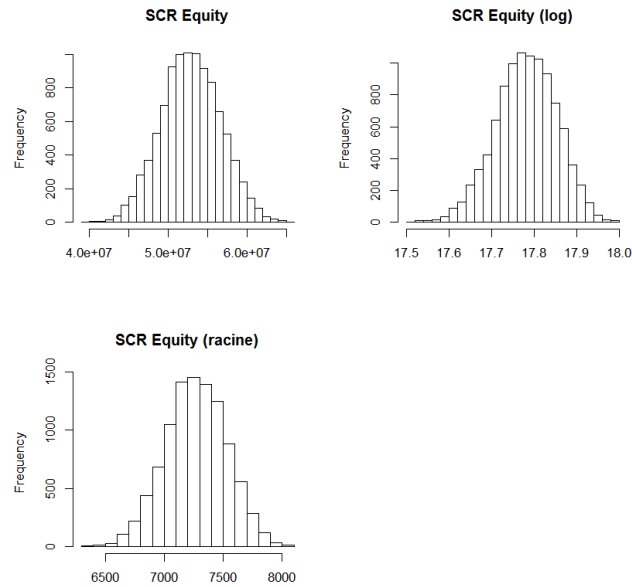 SCR Equity
Frequency
0 200 400 600 800
4.0e+07 5.0e+07 6.0e+07
SCR Equity (log)
Frequency
0 200 400 600 800
17.5 17.6 17.7 17.8 17.9 18.0
SCR Equity (racine)
Frequency
0 500 1000 1500
6500 7000 7500 8000